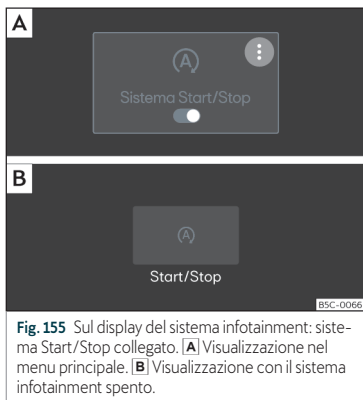 A
Sistema Start/Stop
B
Start/Stop
B5C-0066
Fig. 155 Sul display del sistema infotainment: siste-
ma Start/Stop collegato. A Visualizzazione nel
menu principale. B Visualizzazione con il sistema
infotainment spento.